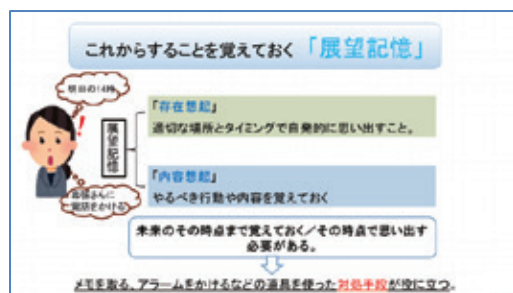 これからすることを覚えておく「展望記憶」
明日の14時
！
展望記憶
「存在想起」
適切な場所とタイミングで自発的に思い出すこと。
「内容想起」
やるべき行動や内容を覚えておく
電話をかける
未来のその時点まで覚えておく／その時点で思い出す
必要がある。
メモを取る、アラームをかけるなどの道具を使った対処手段が役に立つ。